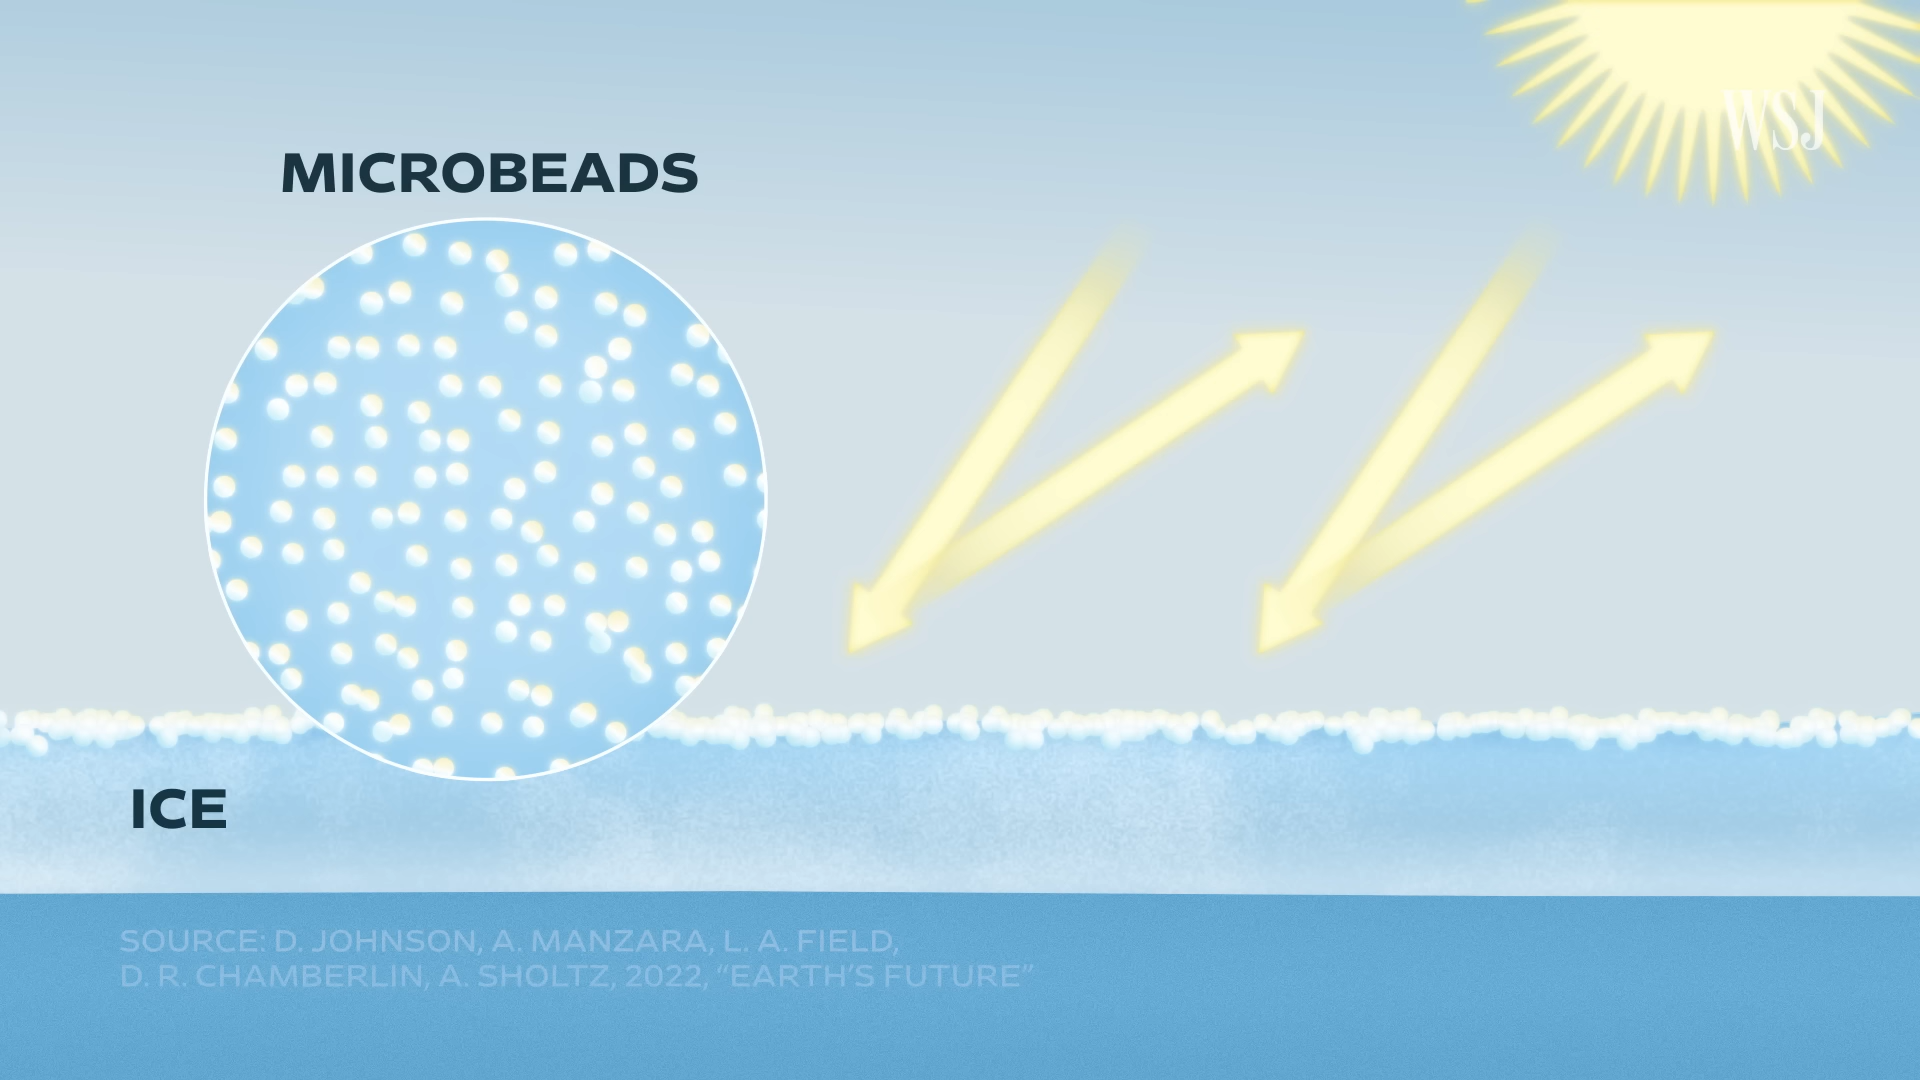 WSJ
MICROBEADS
ICE
SOURCE: D. JOHNSON, A. MANZARA, L. A. FIELD,
D. R. CHAMBERLIN, A. SHOLTZ, 2022, “EARTH’S FUTURE”